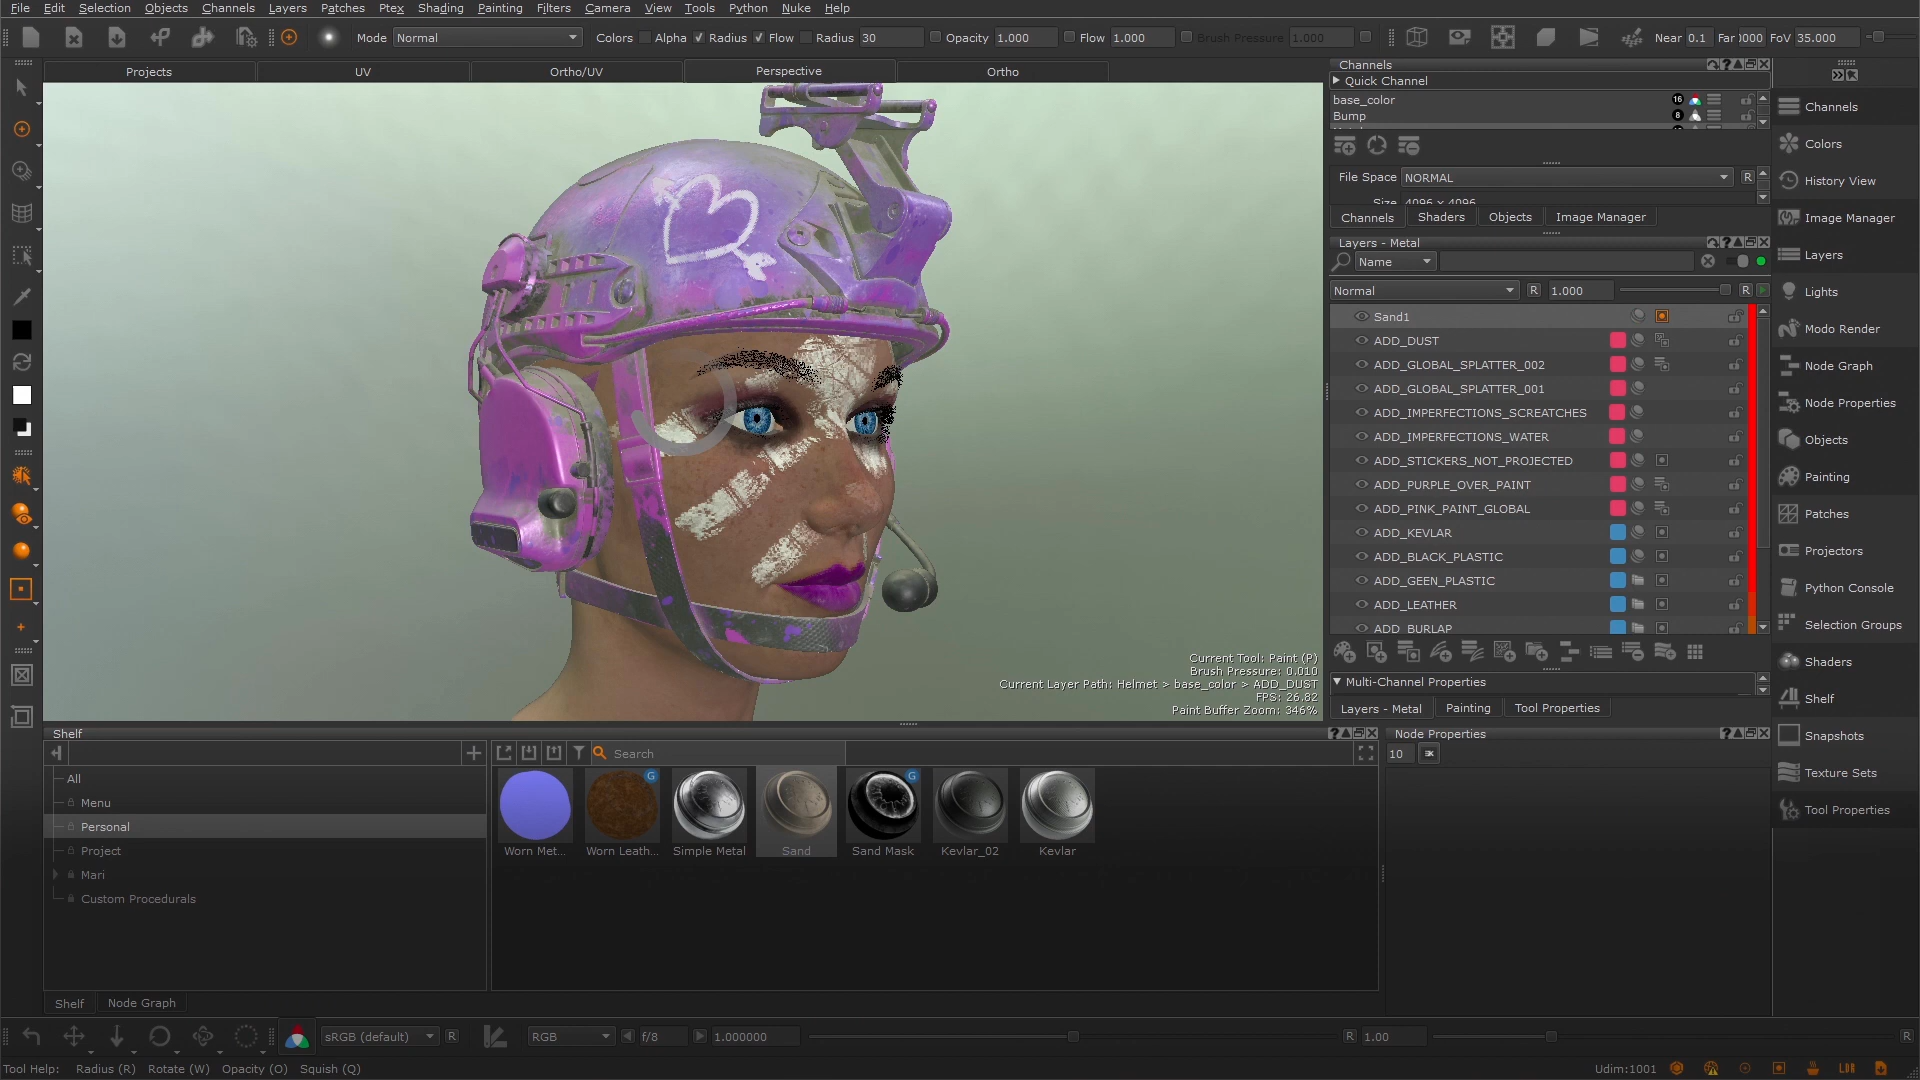 File Edit Selection Objects Channels Layers Patches Ptex Shading Painting Filters Camera View Tools Python Nuke Help
Mode Normal Colors Alpha Radius Flow Radius 30 Opacity 1.000 Flow 1.000 Brush Pressure 1.000 Near 0.1 Far FoV 35.000
Projects UV Ortho/UV Perspective Ortho
Channels
Quick Channel
base_color 16
Bump 8
File Space NORMAL R
Size 4096 x 4096
Channels Shaders Objects Image Manager
Layers - Metal
Name
Normal R 1.000 R
Sand1
ADD_DUST
ADD_GLOBAL_SPLATTER_002
ADD_GLOBAL_SPLATTER_001
ADD_IMPERFECTIONS_SCREATCHES
ADD_IMPERFECTIONS_WATER
ADD_STICKERS_NOT_PROJECTED
ADD_PURPLE_OVER_PAINT
ADD_PINK_PAINT_GLOBAL
ADD_KEVLAR
ADD_BLACK_PLASTIC
ADD_GEEN_PLASTIC
ADD_LEATHER
ADD_BURLAP
Multi-Channel Properties
Layers - Metal Painting Tool Properties
Channels
Colors
History View
Image Manager
Layers
Lights
Modo Render
Node Graph
Node Properties
Objects
Painting
Patches
Projectors
Python Console
Selection Groups
Shaders
Shelf
Snapshots
Texture Sets
Tool Properties
Current Tool: Paint (P)
Brush Pressure: 0.010
Current Layer Path: Helmet > base_color > ADD_DUST
FPS: 26.82
Paint Buffer Zoom: 346%
Shelf
Search
All
Menu
Personal
Project
Mari
Custom Procedurals
G G
Worn Met... Worn Leath... Simple Metal Sand Sand Mask Kevlar_02 Kevlar
Node Properties
10
Shelf Node Graph
sRGB (default) R RGB f/8 1.000000 R 1.00 R
Tool Help: Radius (R) Rotate (W) Opacity (O) Squish (Q)
Udim:1001